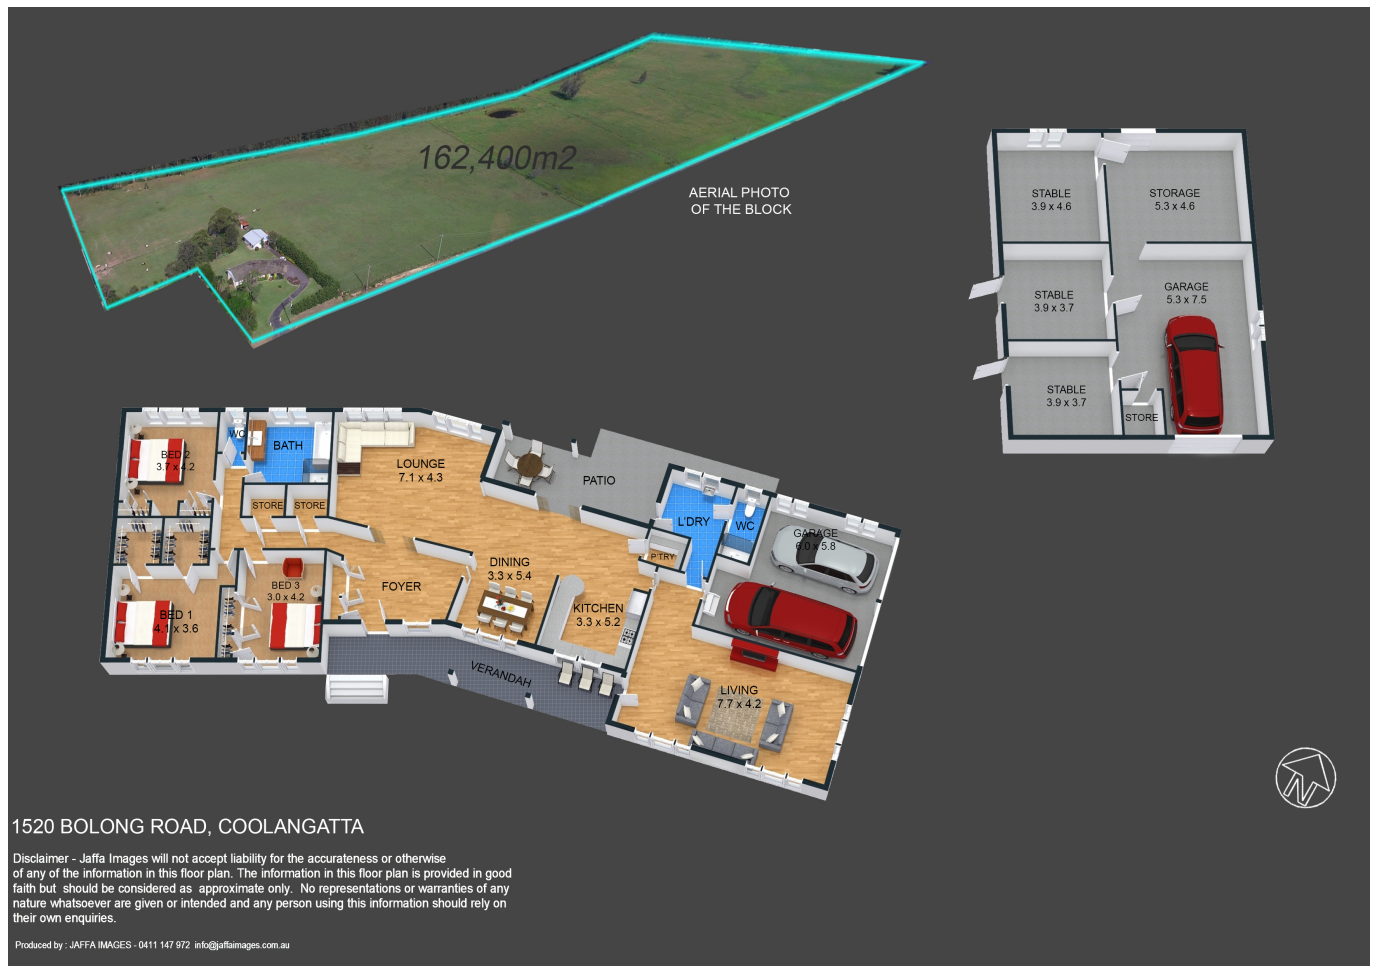 162,400m2
AERIAL PHOTO
OF THE BLOCK
STABLE
3.9 x 4.6
STORAGE
5.3 x 4.6
STABLE
3.9 x 3.7
GARAGE
5.3 x 7.5
STABLE
3.9 x 3.7
STORE
BED 2
3.7 x 4.2
WC
BATH
STORE
STORE
LOUNGE
7.1 x 4.3
PATIO
L'DRY
WC
P'TRY
GARAGE
6.0 x 5.8
BED 1
4.1 x 3.6
BED 3
3.0 x 4.2
FOYER
DINING
3.3 x 5.4
KITCHEN
3.3 x 5.2
VERANDAH
LIVING
7.7 x 4.2
N
1520 BOLONG ROAD, COOLANGATTA
Disclaimer - Jaffa Images will not accept liability for the accurateness or otherwise
of any of the information in this floor plan. The information in this floor plan is provided in good
faith but should be considered as approximate only. No representations or warranties of any
nature whatsoever are given or intended and any person using this information should rely on
their own enquiries.
Produced by : JAFFA IMAGES - 0411 147 972 info@jaffaimages.com.au